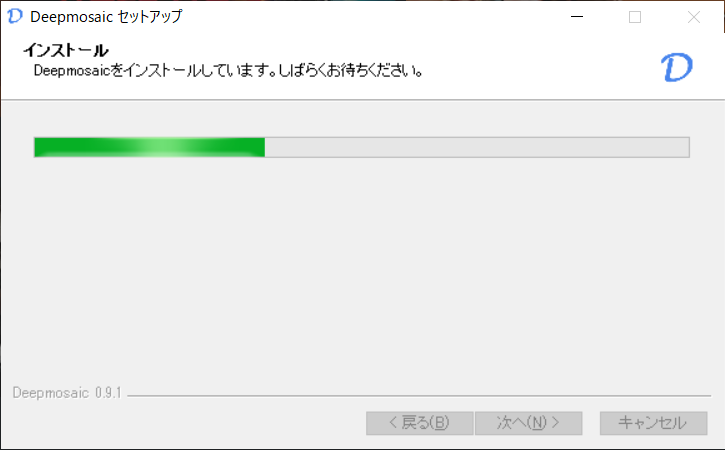 Deepmosaic セットアップ
インストール
Deepmosaicをインストールしています。しばらくお待ちください。
D
Deepmosaic 0.9.1
< 戻る(B)
次へ(N) >
キャンセル